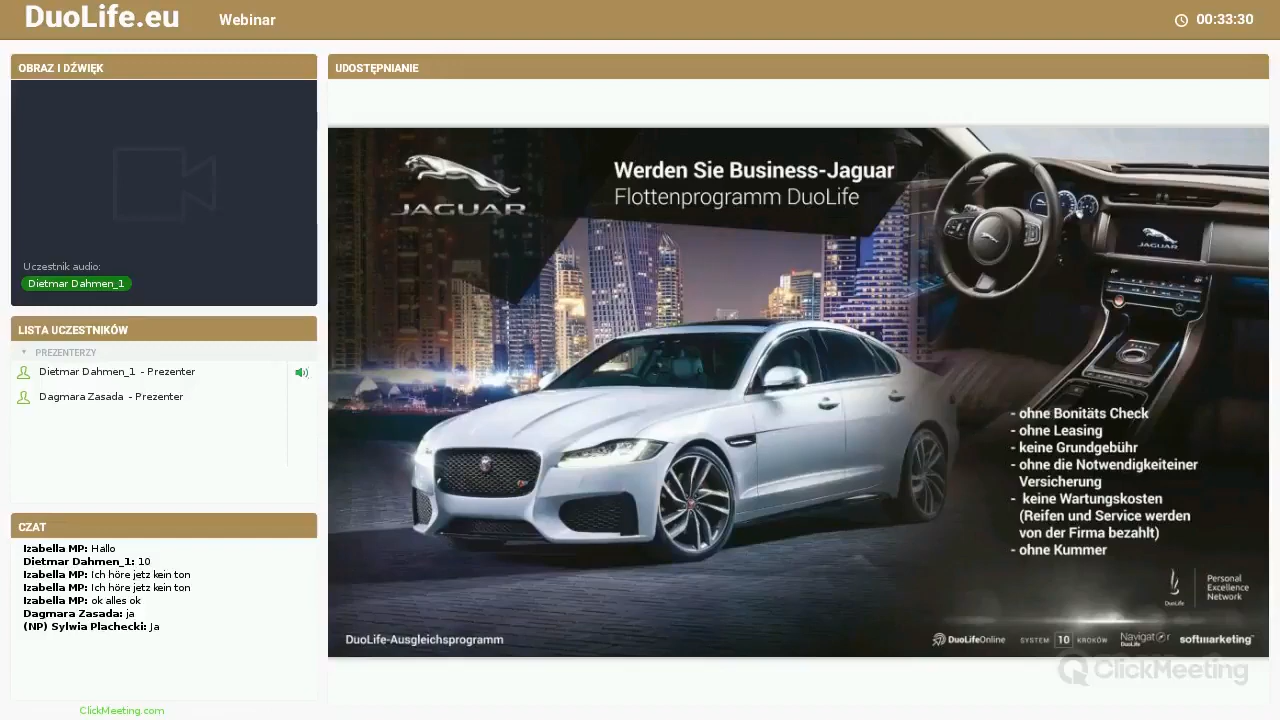 DuoLife.eu
Webinar
00:33:30
OBRAZ I DŹWIĘK
Uczestnik audio:
Dietmar Dahmen_1
LISTA UCZESTNIKÓW
PREZENTERZY
Dietmar Dahmen_1 - Prezenter
Dagmara Zasada - Prezenter
CZAT
Izabella MP: Hallo
Dietmar Dahmen_1: 10
Izabella MP: Ich höre jetz kein ton
Izabella MP: Ich höre jetz kein ton
Izabella MP: ok alles ok
Dagmara Zasada: ja
(NP) Sylwia Plachecki: Ja
ClickMeeting.com
UDOSTĘPNIANIE
JAGUAR
Werden Sie Business-Jaguar
Flottenprogramm DuoLife
JAGUAR
- ohne Bonitäts Check
- ohne Leasing
- keine Grundgebühr
- ohne die Notwendigkeiteiner
Versicherung
- keine Wartungskosten
(Reifen und Service werden
von der Firma bezahlt)
- ohne Kummer
DuoLife
Personal
Excellence
Network
DuoLife-Ausgleichsprogramm
DuoLifeOnline
SYSTEM 10 KROKÓW
Navigator
DuoLife
softmarketing
ClickMeeting